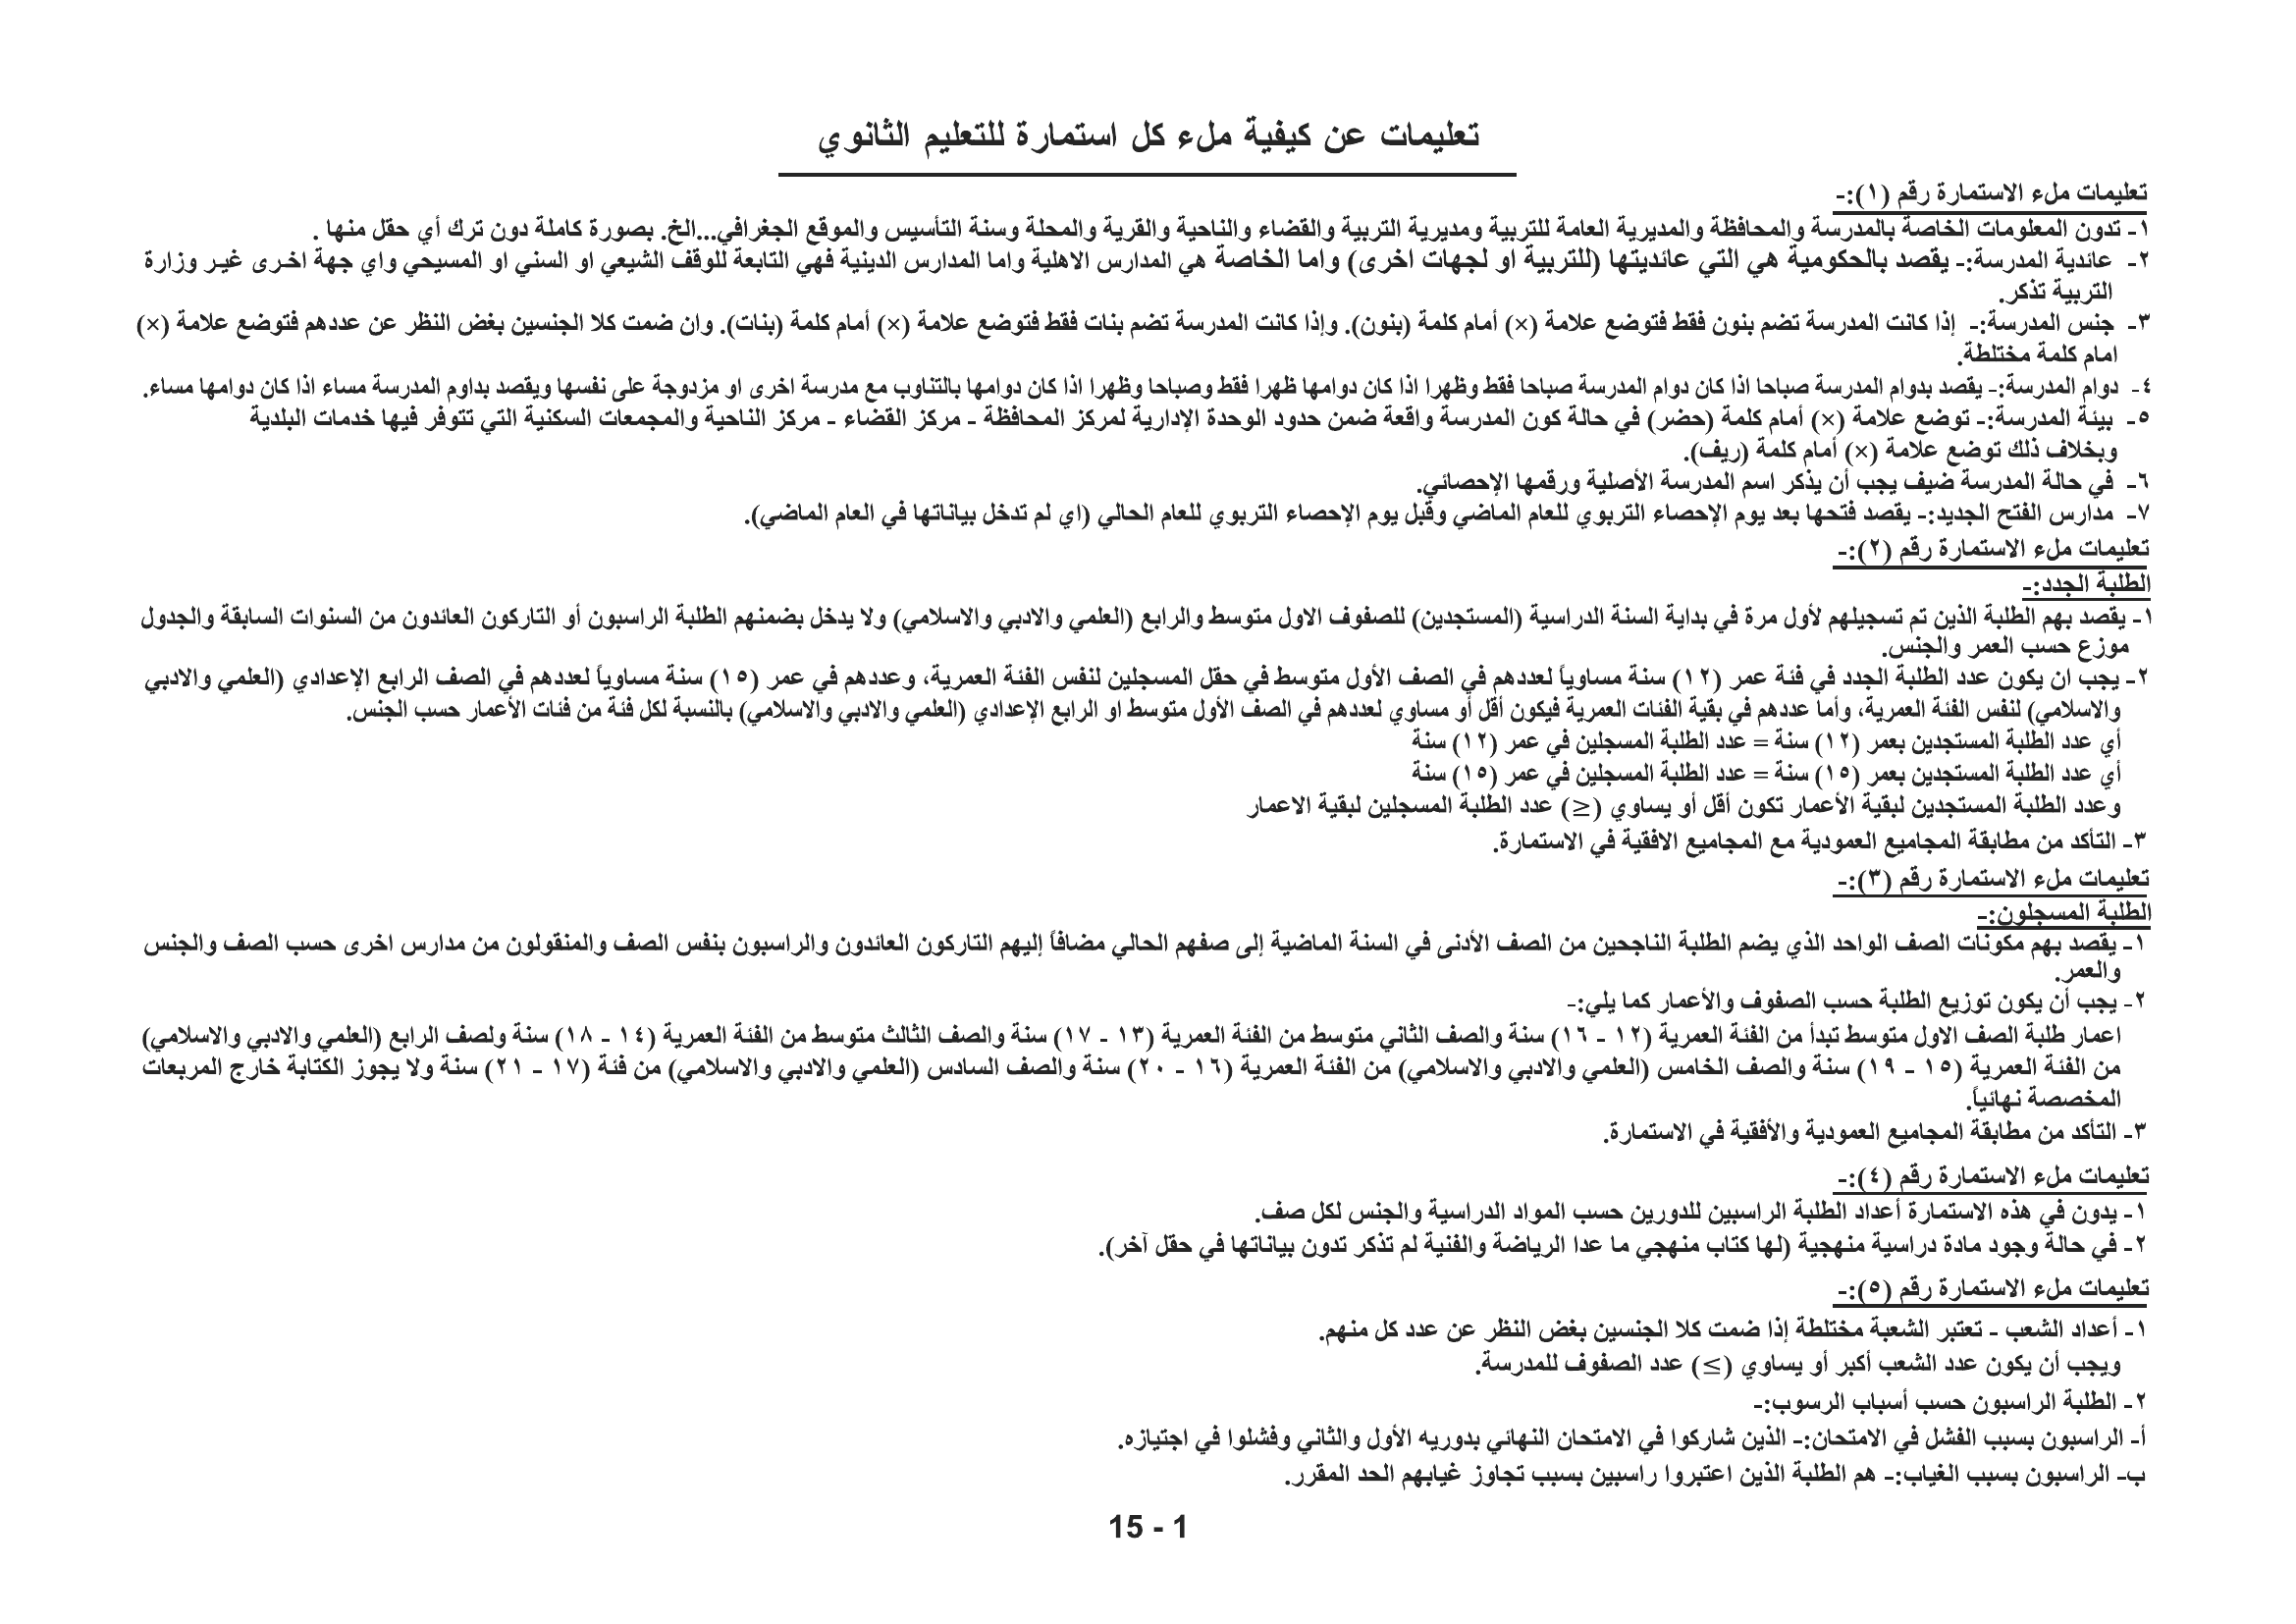 تعليمات عن كيفية ملء كل استمارة للتعليم الثانوي
تعليمات ملء الاستمارة رقم (١):-
١- تدون المعلومات الخاصة بالمدرسة والمحافظة والمديرية العامة للتربية ومديرية التربية والقضاء والناحية والقرية والمحلة وسنة التأسيس والموقع الجغرافي...الخ. بصورة كاملة دون ترك أي حقل منها .
٢- عائدية المدرسة:- يقصد بالحكومية هي التي عائديتها (للتربية او لجهات اخرى) واما الخاصة هي المدارس الاهلية واما المدارس الدينية فهي التابعة للوقف الشيعي او السني او المسيحي واي جهة اخـرى غيـر وزارة
التربية تذكر.
٣- جنس المدرسة:- إذا كانت المدرسة تضم بنون فقط فتوضع علامة (×) أمام كلمة (بنون). وإذا كانت المدرسة تضم بنات فقط فتوضع علامة (×) أمام كلمة (بنات). وان ضمت كلا الجنسين بغض النظر عن عددهم فتوضع علامة (×)
امام كلمة مختلطة.
٤- دوام المدرسة:- يقصد بدوام المدرسة صباحا اذا كان دوام المدرسة صباحا فقط وظهرا اذا كان دوامها ظهرا فقط وصباحا وظهرا اذا كان دوامها بالتناوب مع مدرسة اخرى او مزدوجة على نفسها ويقصد بداوم المدرسة مساء اذا كان دوامها مساء.
٥- بيئة المدرسة:- توضع علامة (×) أمام كلمة (حضر) في حالة كون المدرسة واقعة ضمن حدود الوحدة الإدارية لمركز المحافظة - مركز القضاء - مركز الناحية والمجمعات السكنية التي تتوفر فيها خدمات البلدية
وبخلاف ذلك توضع علامة (×) أمام كلمة (ريف).
٦- في حالة المدرسة ضيف يجب أن يذكر اسم المدرسة الأصلية ورقمها الإحصائي.
٧- مدارس الفتح الجديد:- يقصد فتحها بعد يوم الإحصاء التربوي للعام الماضي وقبل يوم الإحصاء التربوي للعام الحالي (اي لم تدخل بياناتها في العام الماضي).
تعليمات ملء الاستمارة رقم (٢):-
الطلبة الجدد:-
١- يقصد بهم الطلبة الذين تم تسجيلهم لأول مرة في بداية السنة الدراسية (المستجدين) للصفوف الاول متوسط والرابع (العلمي والادبي والاسلامي) ولا يدخل بضمنهم الطلبة الراسبون أو التاركون العائدون من السنوات السابقة والجدول
موزع حسب العمر والجنس.
٢- يجب ان يكون عدد الطلبة الجدد في فئة عمر (١٢) سنة مساوياً لعددهم في الصف الأول متوسط في حقل المسجلين لنفس الفئة العمرية، وعددهم في عمر (١٥) سنة مساوياً لعددهم في الصف الرابع الإعدادي (العلمي والادبي
والاسلامي) لنفس الفئة العمرية، وأما عددهم في بقية الفئات العمرية فيكون أقل أو مساوي لعددهم في الصف الأول متوسط او الرابع الإعدادي (العلمي والادبي والاسلامي) بالنسبة لكل فئة من فئات الأعمار حسب الجنس.
أي عدد الطلبة المستجدين بعمر (١٢) سنة = عدد الطلبة المسجلين في عمر (١٢) سنة
أي عدد الطلبة المستجدين بعمر (١٥) سنة = عدد الطلبة المسجلين في عمر (١٥) سنة
وعدد الطلبة المستجدين لبقية الأعمار تكون أقل أو يساوي (≥) عدد الطلبة المسجلين لبقية الاعمار
٣- التأكد من مطابقة المجاميع العمودية مع المجاميع الافقية في الاستمارة.
تعليمات ملء الاستمارة رقم (٣):-
الطلبة المسجلون:-
١- يقصد بهم مكونات الصف الواحد الذي يضم الطلبة الناجحين من الصف الأدنى في السنة الماضية إلى صفهم الحالي مضافاً إليهم التاركون العائدون والراسبون بنفس الصف والمنقولون من مدارس اخرى حسب الصف والجنس
والعمر.
٢- يجب أن يكون توزيع الطلبة حسب الصفوف والأعمار كما يلي:-
اعمار طلبة الصف الاول متوسط تبدأ من الفئة العمرية (١٢ - ١٦) سنة والصف الثاني متوسط من الفئة العمرية (١٣ - ١٧) سنة والصف الثالث متوسط من الفئة العمرية (١٤ - ١٨) سنة ولصف الرابع (العلمي والادبي والاسلامي)
من الفئة العمرية (١٥ - ١٩) سنة والصف الخامس (العلمي والادبي والاسلامي) من الفئة العمرية (١٦ - ٢٠) سنة والصف السادس (العلمي والادبي والاسلامي) من فئة (١٧ - ٢١) سنة ولا يجوز الكتابة خارج المربعات
المخصصة نهائياً.
٣- التأكد من مطابقة المجاميع العمودية والأفقية في الاستمارة.
تعليمات ملء الاستمارة رقم (٤):-
١- يدون في هذه الاستمارة أعداد الطلبة الراسبين للدورين حسب المواد الدراسية والجنس لكل صف.
٢- في حالة وجود مادة دراسية منهجية (لها كتاب منهجي ما عدا الرياضة والفنية لم تذكر تدون بياناتها في حقل آخر).
تعليمات ملء الاستمارة رقم (٥):-
١- أعداد الشعب - تعتبر الشعبة مختلطة إذا ضمت كلا الجنسين بغض النظر عن عدد كل منهم.
ويجب أن يكون عدد الشعب أكبر أو يساوي (≤) عدد الصفوف للمدرسة.
٢- الطلبة الراسبون حسب أسباب الرسوب:-
أ- الراسبون بسبب الفشل في الامتحان:- الذين شاركوا في الامتحان النهائي بدوريه الأول والثاني وفشلوا في اجتيازه.
ب- الراسبون بسبب الغياب:- هم الطلبة الذين اعتبروا راسبين بسبب تجاوز غيابهم الحد المقرر.
15 - 1